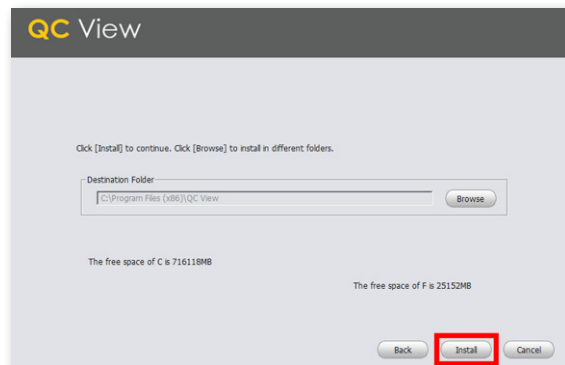 QC View
Click [Install] to continue. Click [Browse] to install in different folders.
Destination Folder
C:\Program Files (x86)\QC View
Browse
The free space of C is 716118MB
The free space of F is 25152MB
Back
Install
Cancel